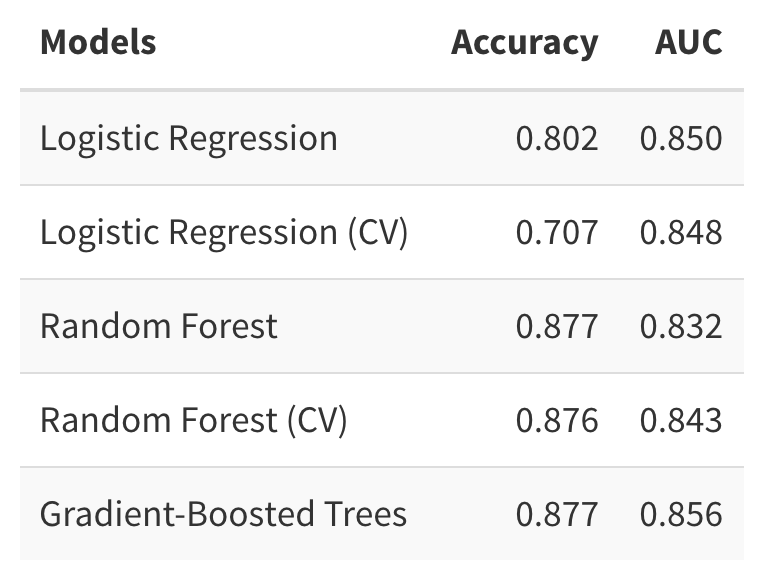 Models Accuracy AUC
Logistic Regression 0.802 0.850
Logistic Regression (CV) 0.707 0.848
Random Forest 0.877 0.832
Random Forest (CV) 0.876 0.843
Gradient-Boosted Trees 0.877 0.856